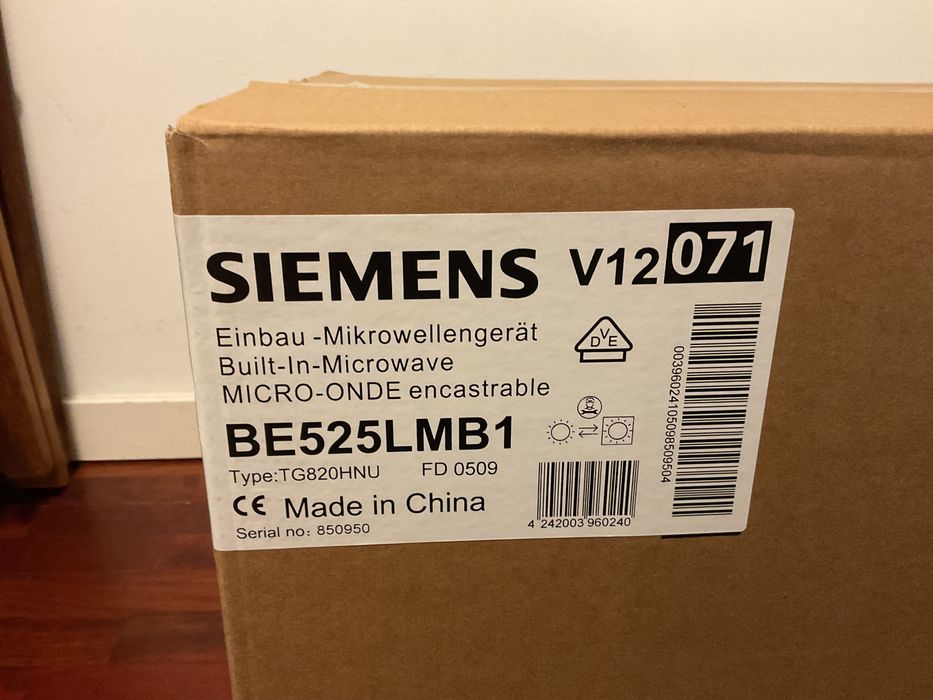 SIEMENS
V12 071
Einbau -Mikrowellengerät
Built-In-Microwave
MICRO-ONDE encastrable
DVE
BE525LMB1
Type:TG820HNU FD 0509
CE Made in China
Serial no: 850950
4 242003 960240
00396024105098509504